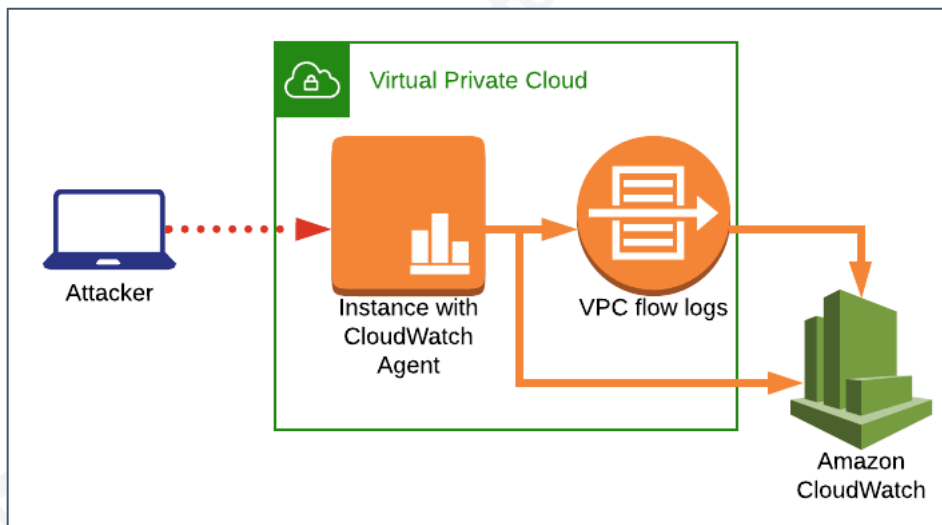 Virtual Private Cloud
Attacker
Instance with
CloudWatch
Agent
VPC flow logs
Amazon
CloudWatch